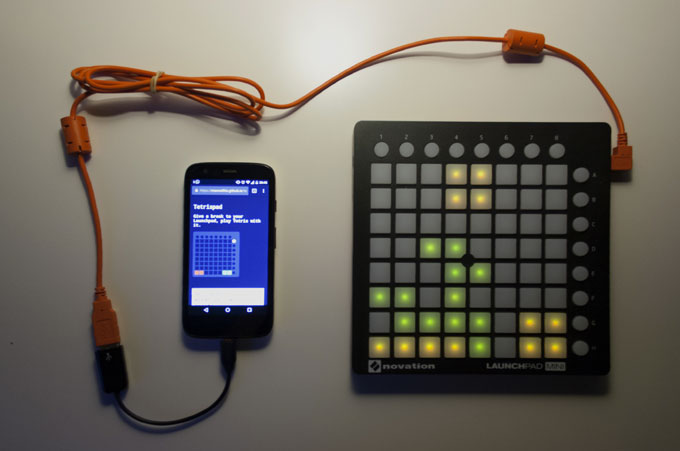 Tetrispad
Give a break to your
Launchpad, play Tetris with
it.
1 2 3 4 5 6 7 8
A
B
C
D
E
F
G
H
novation
LAUNCHPAD MINI